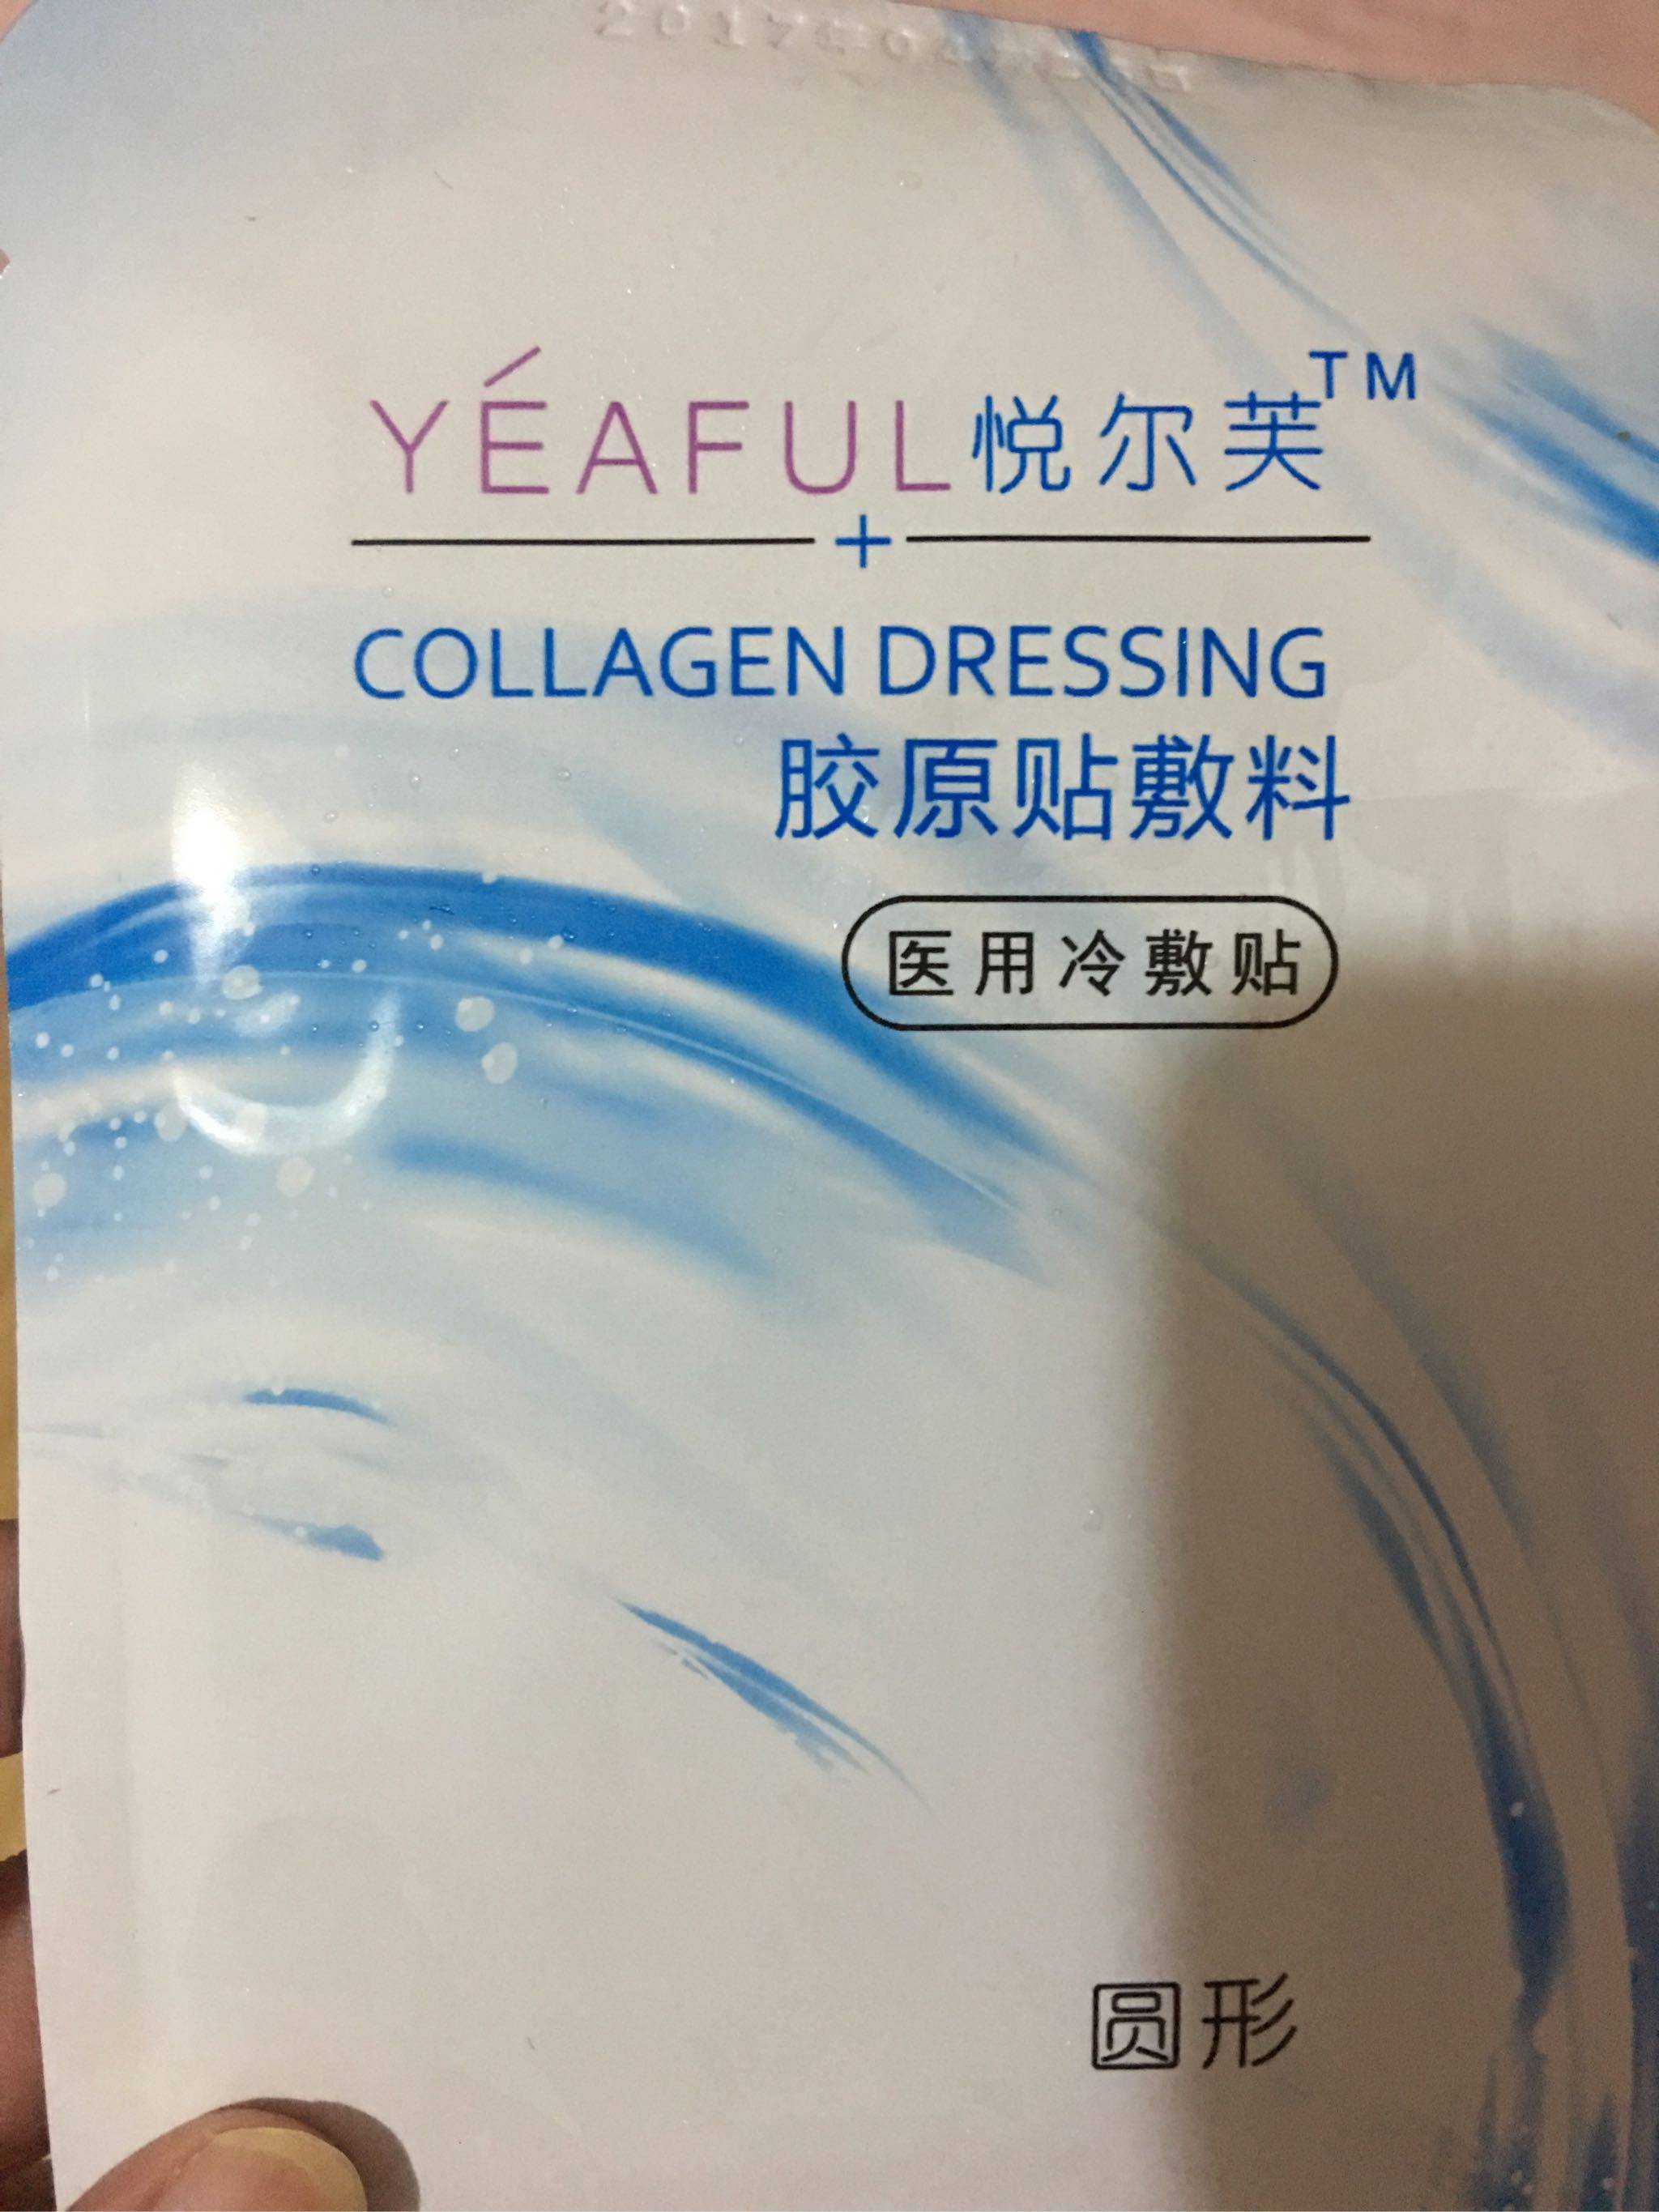 YÉAFUL悦尔芙TM
+
COLLAGEN DRESSING
胶原贴敷料
医用冷敷贴
圆形